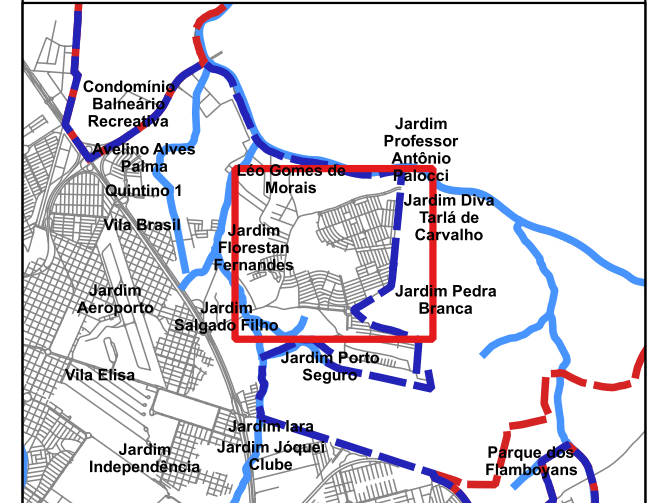 Condomínio
Balneário
Recreativa
Avelino Alves
Palma
Quintino 1
Vila Brasil
Jardim
Aeroporto
Vila Elisa
Jardim
Independência
Léo Gomes de
Morais
Jardim
Florestan
Fernandes
Jardim
Salgado Filho
Jardim Porto
Seguro
Jardim Iara
Jardim Jóquei
Clube
Jardim
Professor
Antônio
Palocci
Jardim Diva
Tarlá de
Carvalho
Jardim Pedra
Branca
Parque dos
Flamboyans